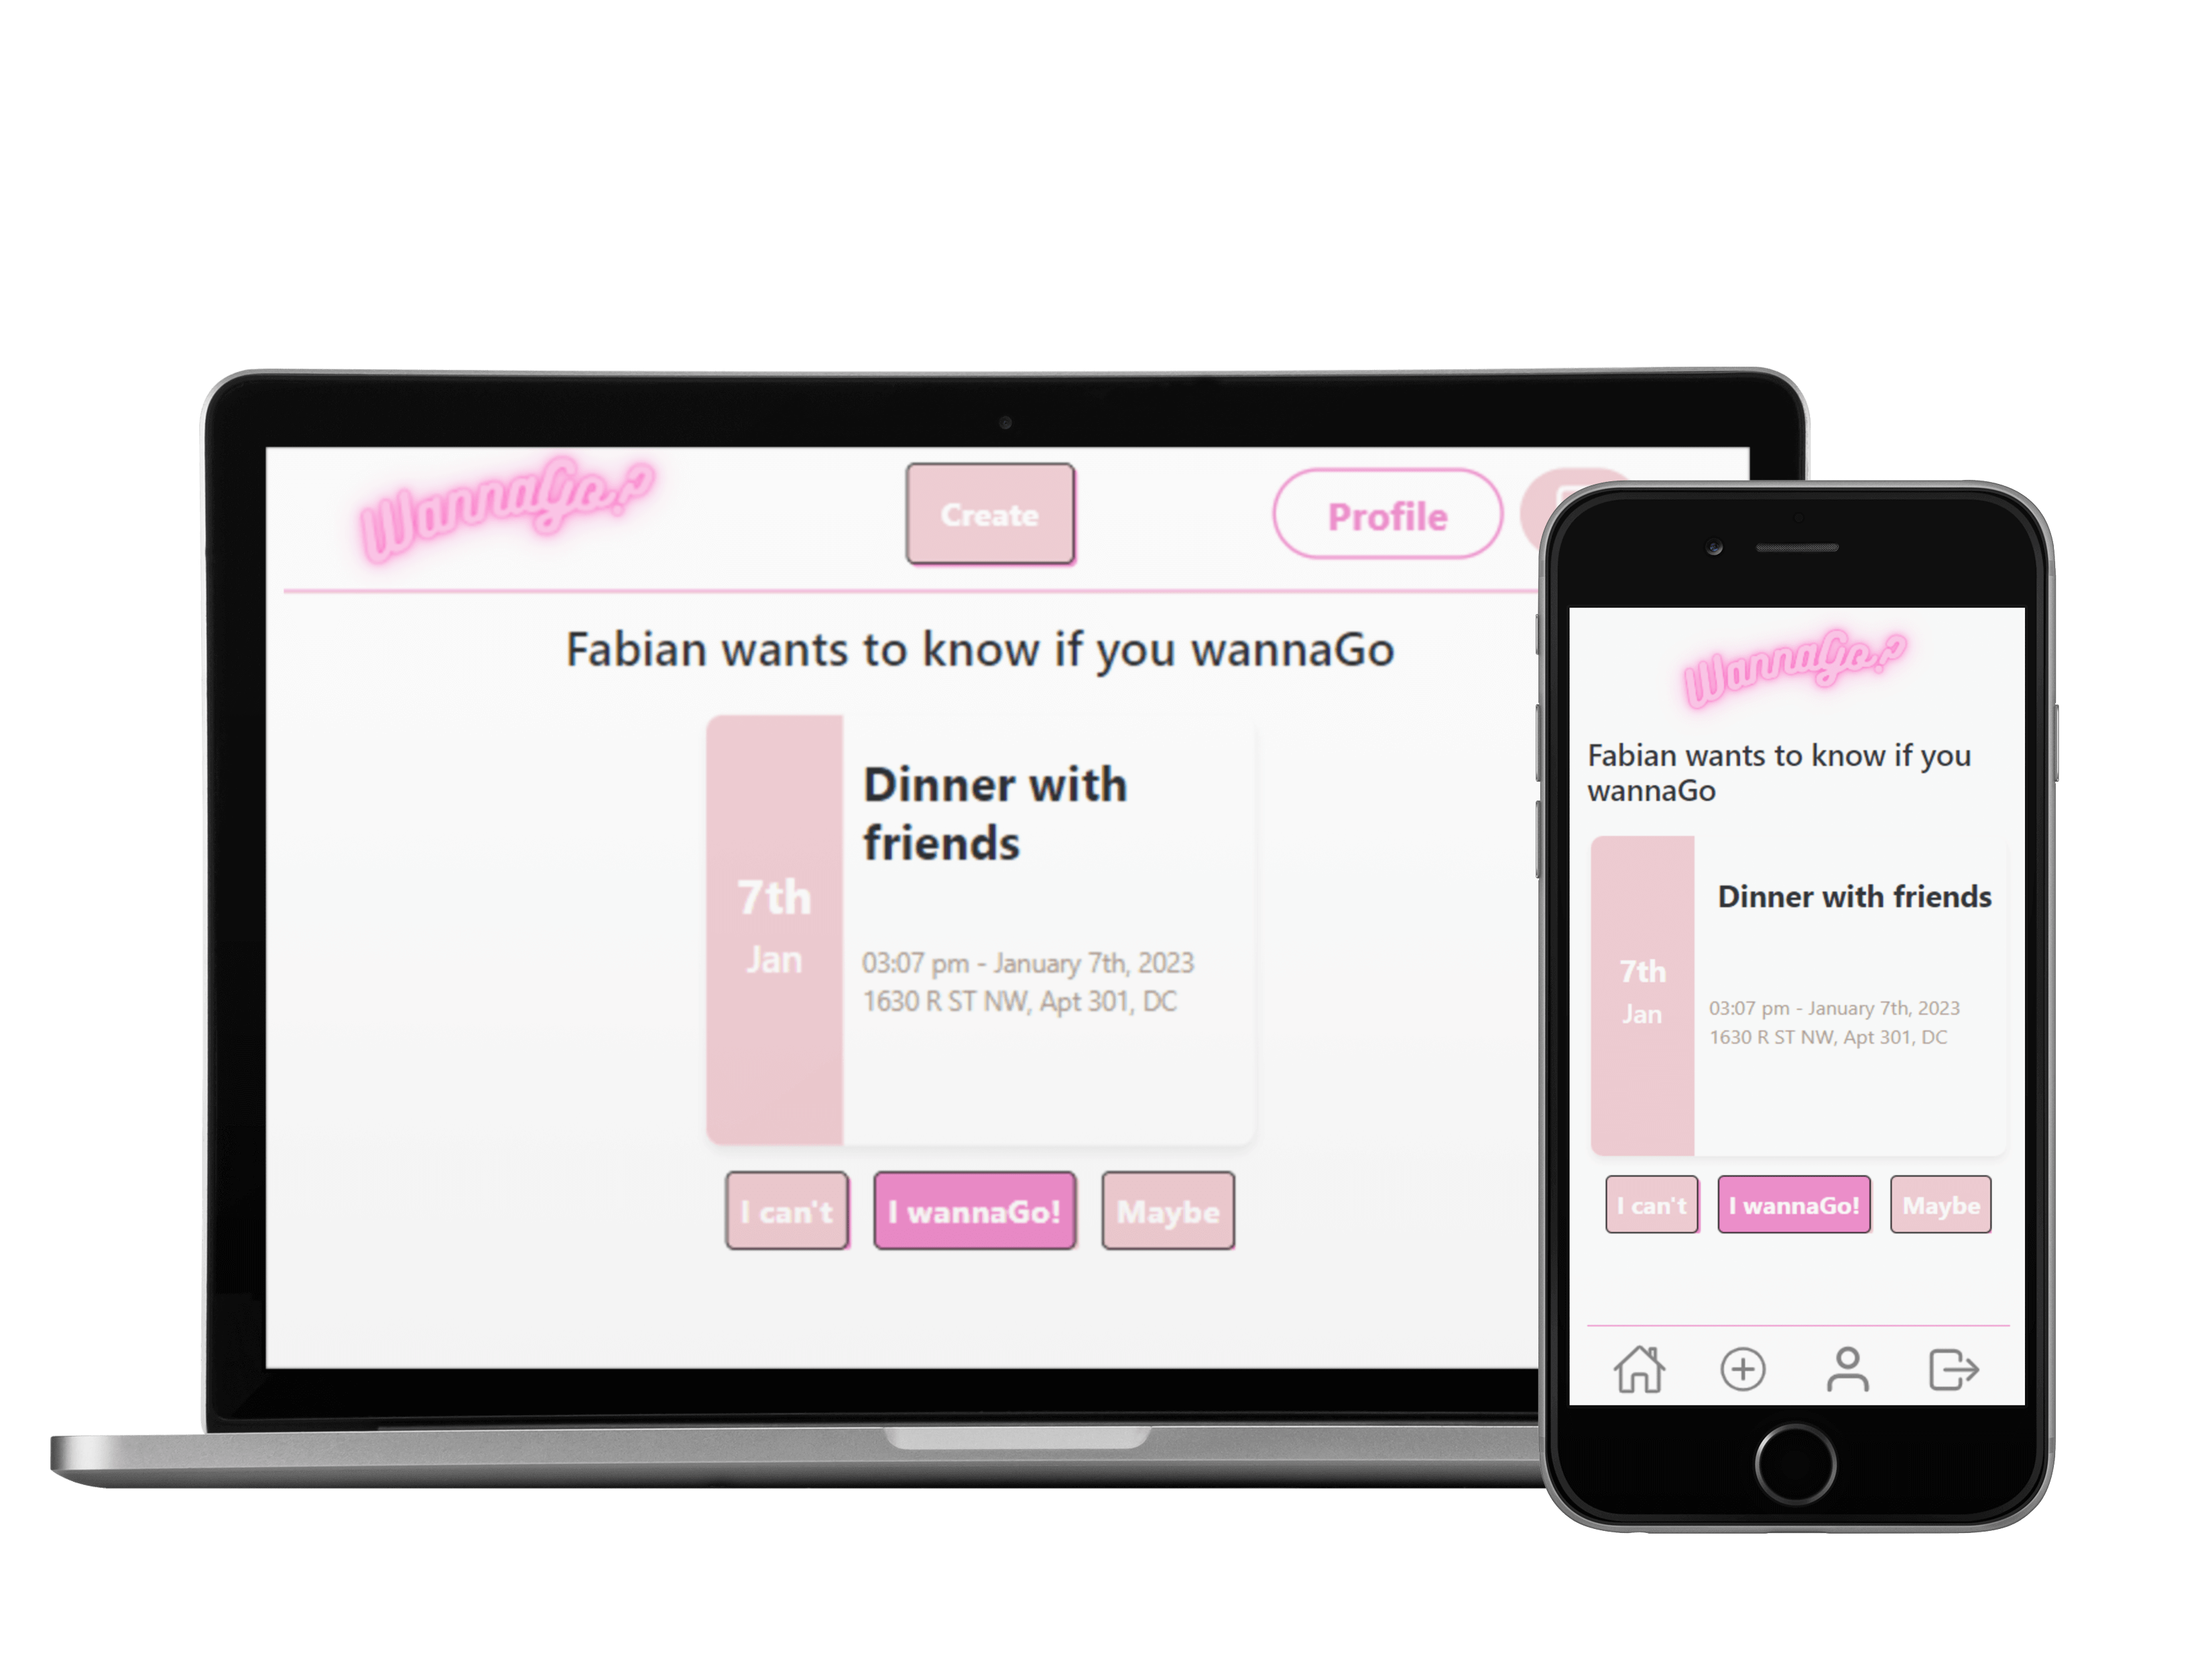 WannaGo?
Create
Profile
Fabian wants to know if you wannaGo
7th
Jan
Dinner with
friends
03:07 pm - January 7th, 2023
1630 R ST NW, Apt 301, DC
I can't
I wannaGo!
Maybe
WannaGo?
Fabian wants to know if you
wannaGo
7th
Jan
Dinner with friends
03:07 pm - January 7th, 2023
1630 R ST NW, Apt 301, DC
I can't
I wannaGo!
Maybe